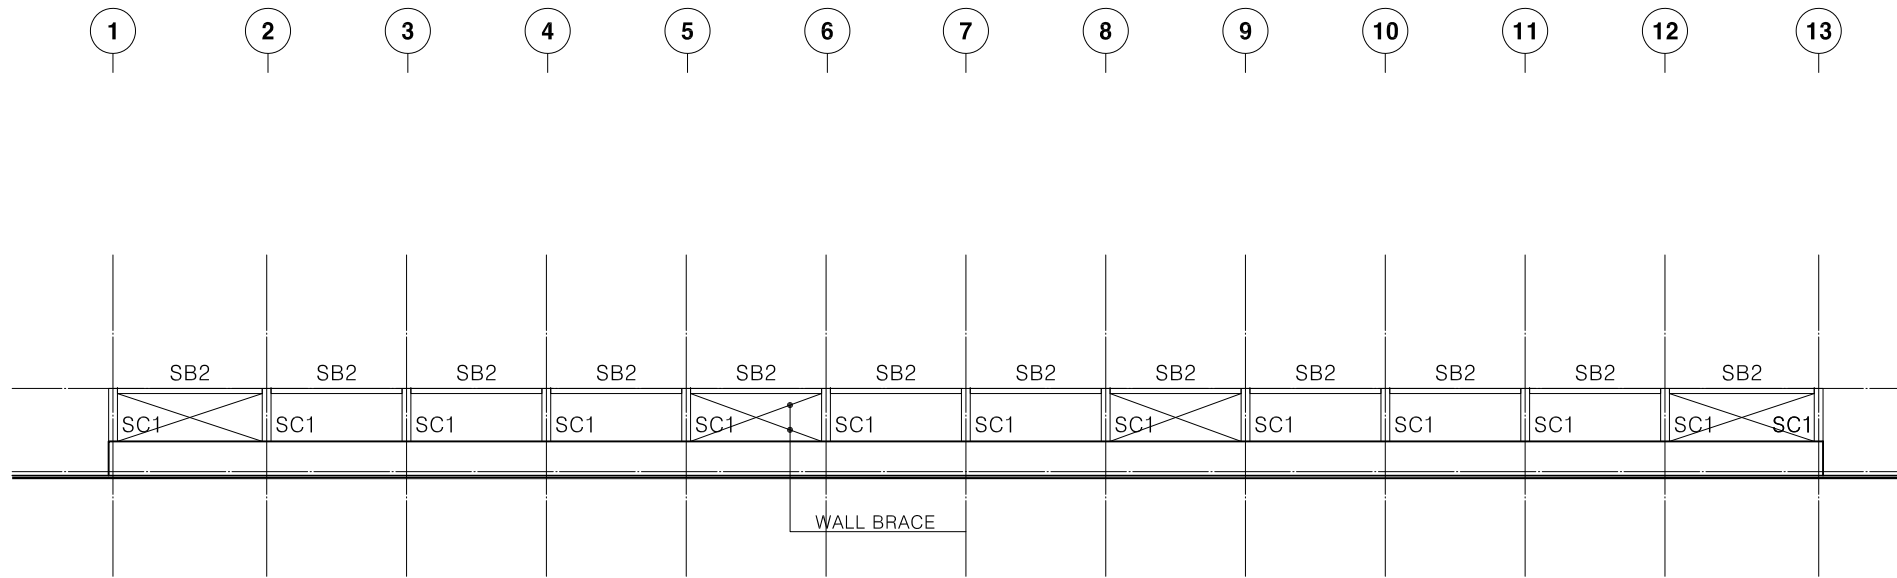 1 2 3 4 5 6 7 8 9 10 11 12 13
SB2 SB2 SB2 SB2 SB2 SB2 SB2 SB2 SB2 SB2 SB2 SB2
SC1 SC1 SC1 SC1 SC1 SC1 SC1 SC1 SC1 SC1 SC1 SC1 SC1
WALL BRACE